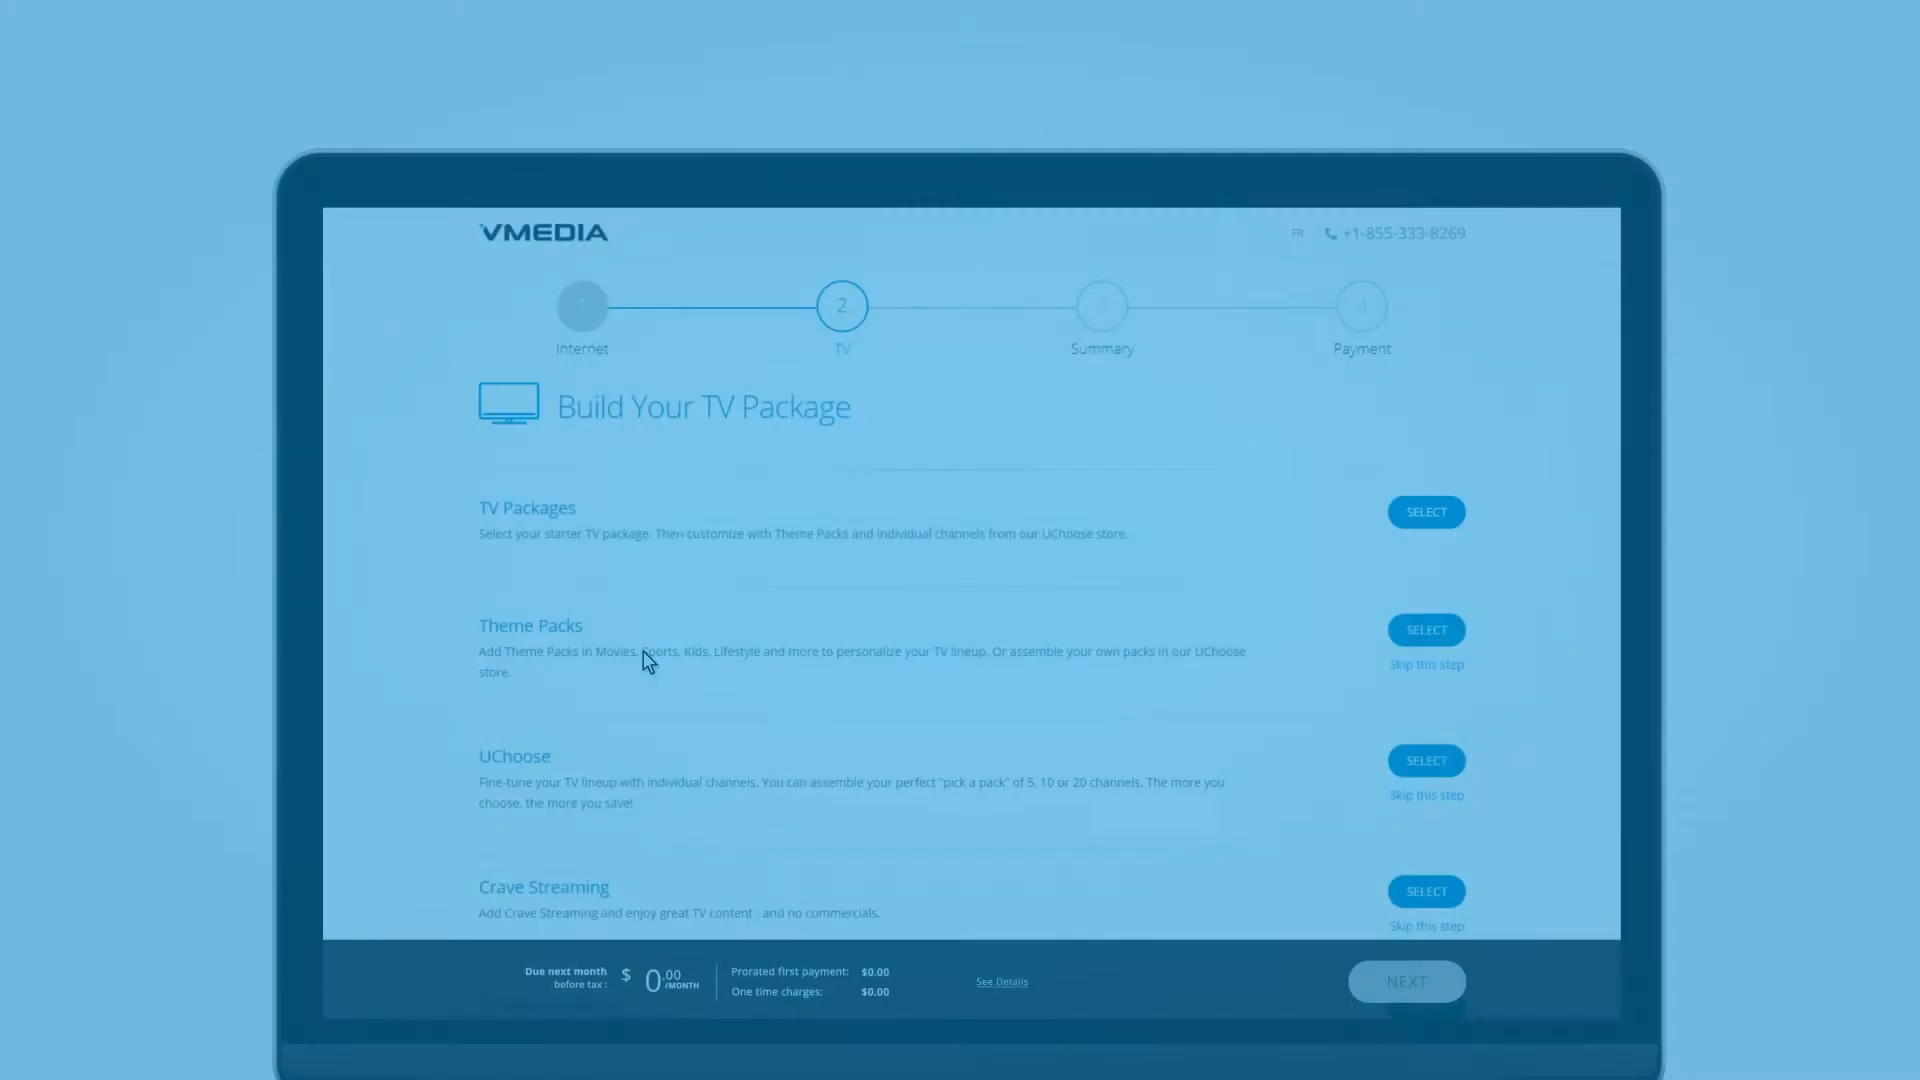 VMEDIA
FR +1-855-333-8269
1 2 3 4
Internet TV Summary Payment
Build Your TV Package
TV Packages
SELECT
Select your starter TV package. Then customize with Theme Packs and individual channels from our UChoose store.
Theme Packs
SELECT
Add Theme Packs in Movies, Sports, Kids, Lifestyle and more to personalize your TV lineup. Or assemble your own packs in our UChoose
store.
Skip this step
UChoose
SELECT
Fine-tune your TV lineup with individual channels. You can assemble your perfect "pick a pack" of 5, 10 or 20 channels. The more you
choose, the more you save!
Skip this step
Crave Streaming
SELECT
Add Crave Streaming and enjoy great TV content - and no commercials.
Skip this step
Due next month
before tax :
$ 0.00 /MONTH
Prorated first payment: $0.00
One time charges: $0.00
See Details
NEXT